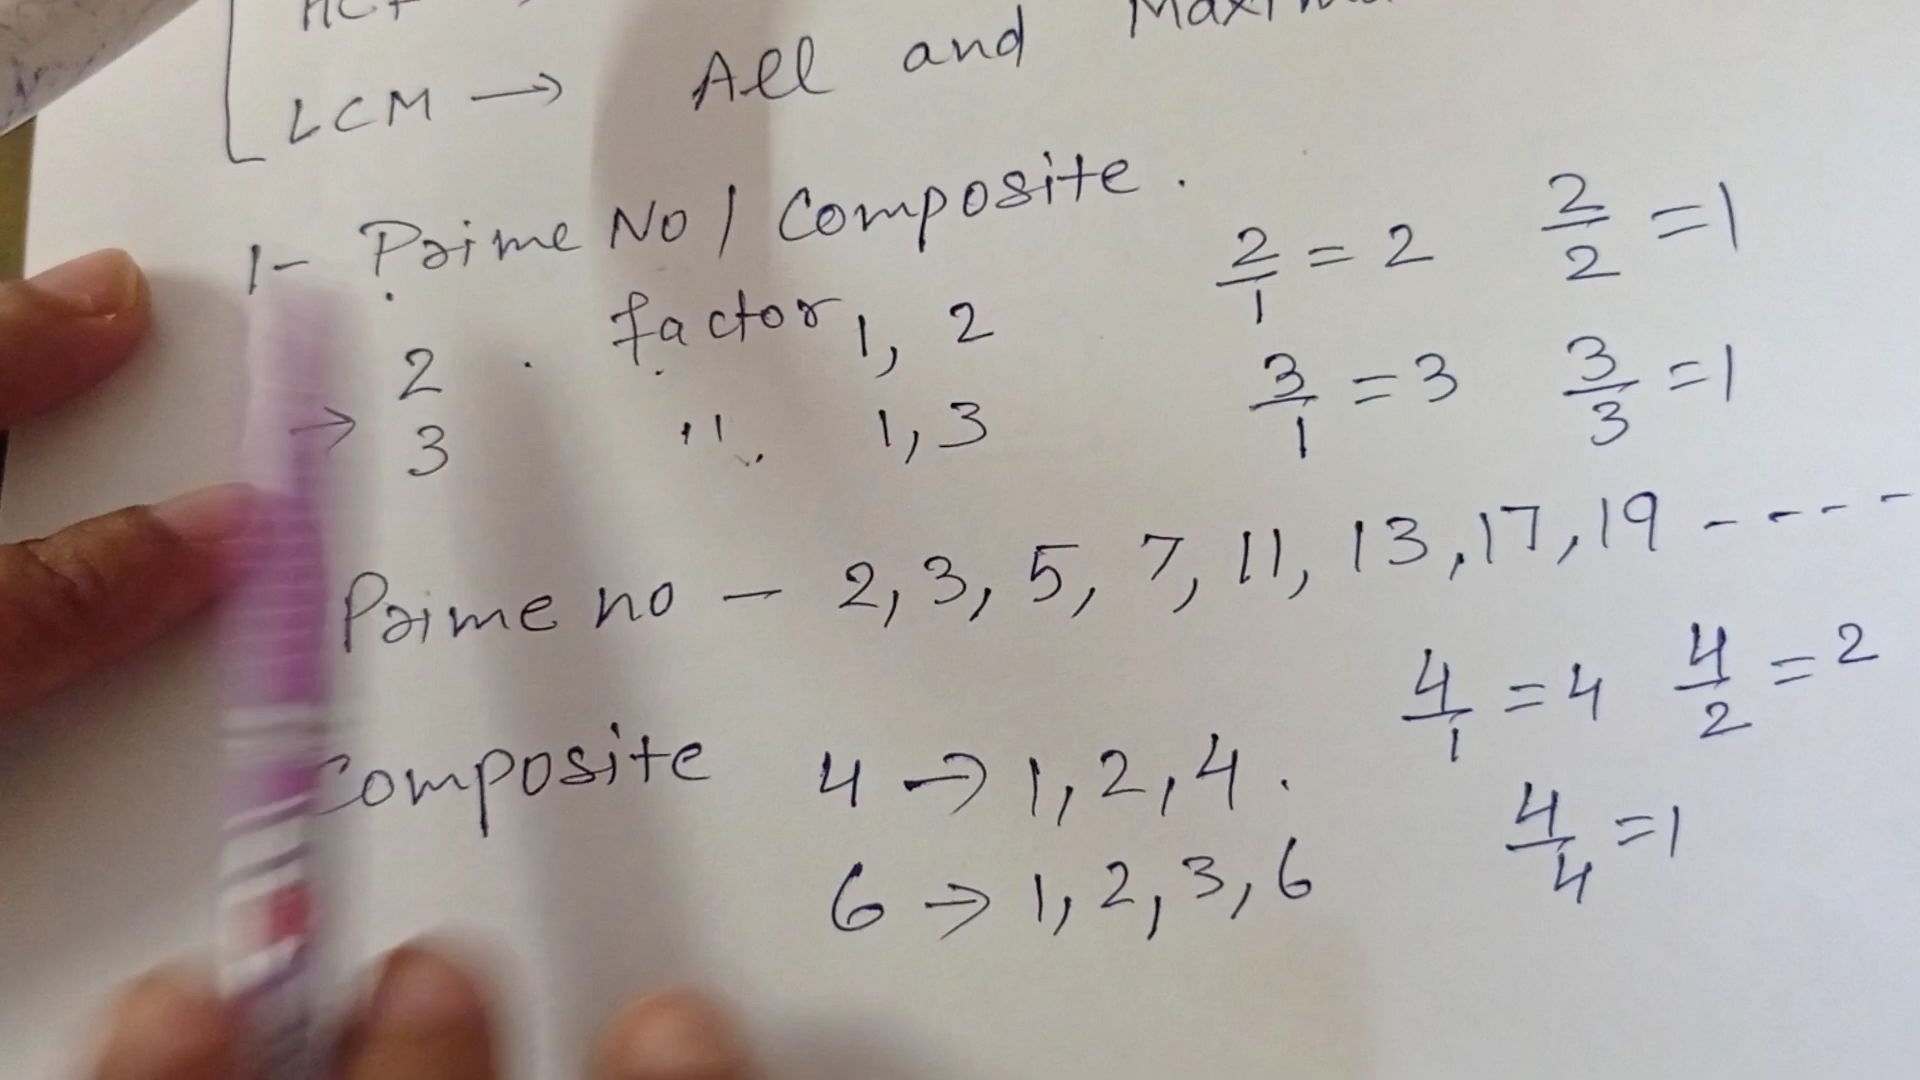 HCF
LCM → All and Maxim
1- Prime No / Composite.
2 factor 1, 2 2/1 = 2 2/2 = 1
→ 3 " 1, 3 3/1 = 3 3/3 = 1
Prime no - 2, 3, 5, 7, 11, 13, 17, 19 - - - -
Composite 4 → 1, 2, 4. 4/1 = 4 4/2 = 2
6 → 1, 2, 3, 6 4/4 = 1